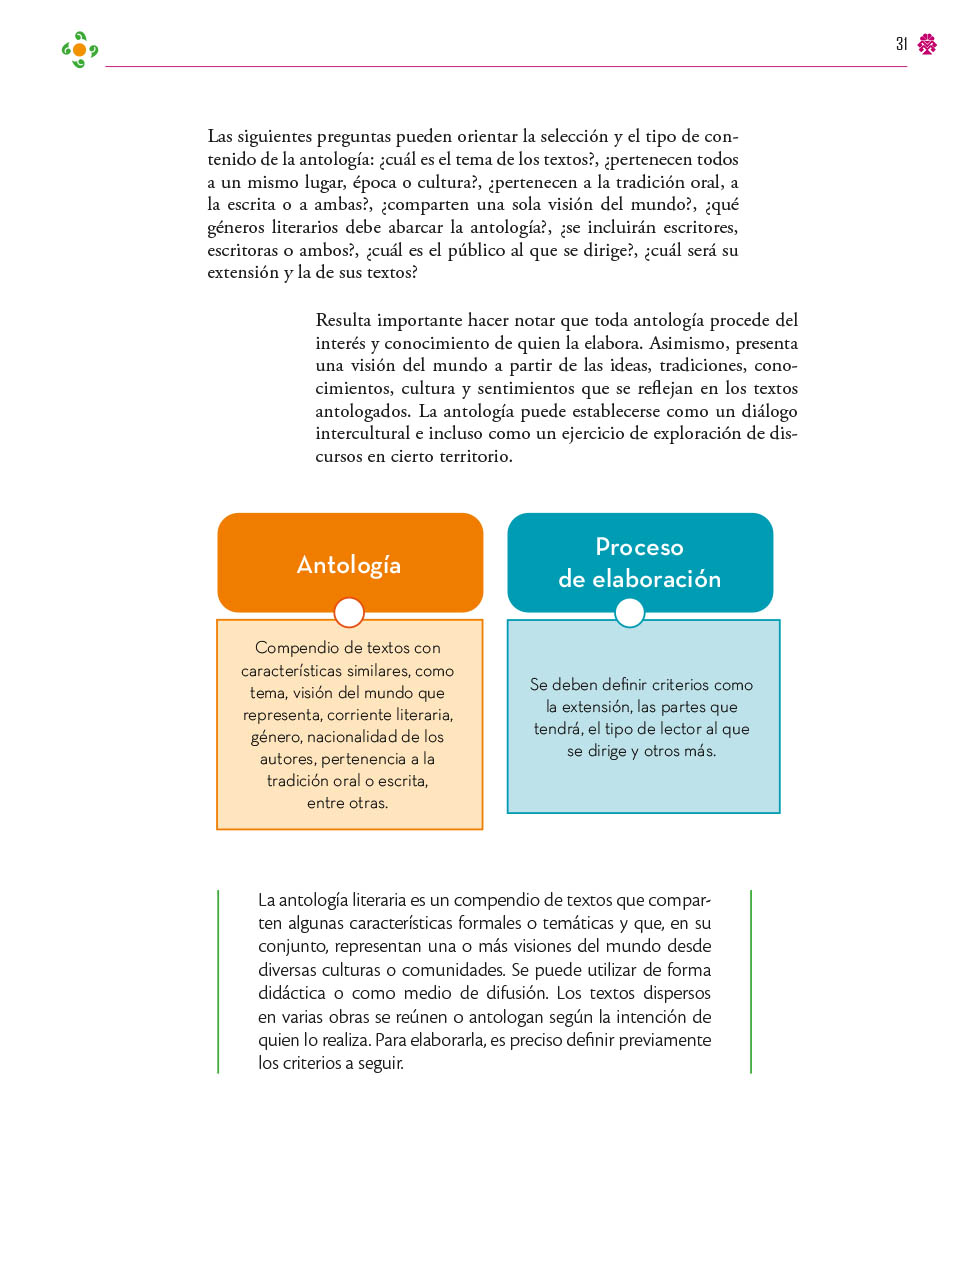 31
Las siguientes preguntas pueden orientar la selección y el tipo de con-
tenido de la antología: ¿cuál es el tema de los textos?, ¿pertenecen todos
a un mismo lugar, época o cultura?, ¿pertenecen a la tradición oral, a
la escrita o a ambas?, ¿comparten una sola visión del mundo?, ¿qué
géneros literarios debe abarcar la antología?, ¿se incluirán escritores,
escritoras o ambos?, ¿cuál es el público al que se dirige?, ¿cuál será su
extensión y la de sus textos?
Resulta importante hacer notar que toda antología procede del
interés y conocimiento de quien la elabora. Asimismo, presenta
una visión del mundo a partir de las ideas, tradiciones, cono-
cimientos, cultura y sentimientos que se reflejan en los textos
antologados. La antología puede establecerse como un diálogo
intercultural e incluso como un ejercicio de exploración de dis-
cursos en cierto territorio.
Antología
Compendio de textos con
características similares, como
tema, visión del mundo que
representa, corriente literaria,
género, nacionalidad de los
autores, pertenencia a la
tradición oral o escrita,
entre otras.
Proceso
de elaboración
Se deben definir criterios como
la extensión, las partes que
tendrá, el tipo de lector al que
se dirige y otros más.
La antología literaria es un compendio de textos que compar-
ten algunas características formales o temáticas y que, en su
conjunto, representan una o más visiones del mundo desde
diversas culturas o comunidades. Se puede utilizar de forma
didáctica o como medio de difusión. Los textos dispersos
en varias obras se reúnen o antologan según la intención de
quien lo realiza. Para elaborarla, es preciso definir previamente
los criterios a seguir.